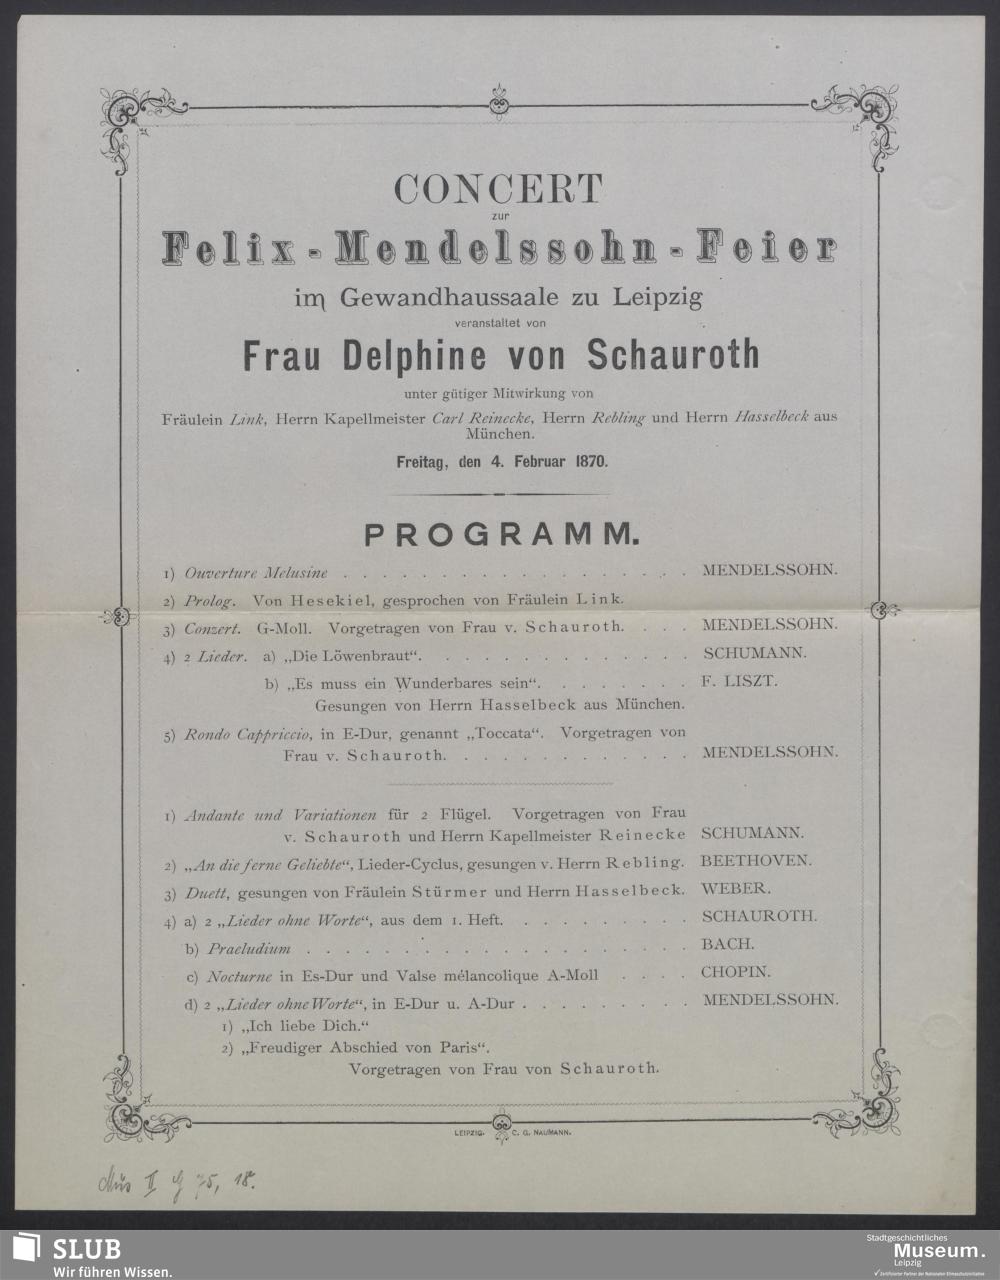 CONCERT
zur
Felix-Mendelssohn-Feier
im Gewandhaussaale zu Leipzig
veranstaltet von
Frau Delphine von Schauroth
unter gütiger Mitwirkung von
Fräulein Link, Herrn Kapellmeister Carl Reinecke, Herrn Rebling und Herrn Hasselbeck aus
München.
Freitag, den 4. Februar 1870.
PROGRAMM.
1) Ouverture Melusine . . . . . . . . . . . . . . . . . . MENDELSSOHN.
2) Prolog. Von Hesekiel, gesprochen von Fräulein Link.
3) Conzert. G-Moll. Vorgetragen von Frau v. Schauroth. . . . MENDELSSOHN.
4) 2 Lieder. a) „Die Löwenbraut“. . . . . . . . . . . . . . SCHUMANN.
b) „Es muss ein Wunderbares sein“. . . . . . . . F. LISZT.
Gesungen von Herrn Hasselbeck aus München.
5) Rondo Cappriccio, in E-Dur, genannt „Toccata“. Vorgetragen von
Frau v. Schauroth. . . . . . . . . . . . . MENDELSSOHN.
1) Andante und Variationen für 2 Flügel. Vorgetragen von Frau
v. Schauroth und Herrn Kapellmeister Reinecke SCHUMANN.
2) „An die ferne Geliebte“, Lieder-Cyclus, gesungen v. Herrn Rebling. BEETHOVEN.
3) Duett, gesungen von Fräulein Stürmer und Herrn Hasselbeck. WEBER.
4) a) 2 „Lieder ohne Worte“, aus dem 1. Heft. . . . . . . . . . SCHAUROTH.
b) Praeludium . . . . . . . . . . . . . . . . . . . . BACH.
c) Nocturne in Es-Dur und Valse mélancolique A-Moll . . . . CHOPIN.
d) 2 „Lieder ohne Worte“, in E-Dur u. A-Dur . . . . . . . . . MENDELSSOHN.
1) „Ich liebe Dich.“
2) „Freudiger Abschied von Paris“.
Vorgetragen von Frau von Schauroth.
LEIPZIG. C. G. NAUMANN.
Mus II G 75, 18a.
SLUB
Wir führen Wissen.
Stadtgeschichtliches
Museum.
Leipzig
Zertifizierter Partner der Nationalen Klimaschutzinitiative